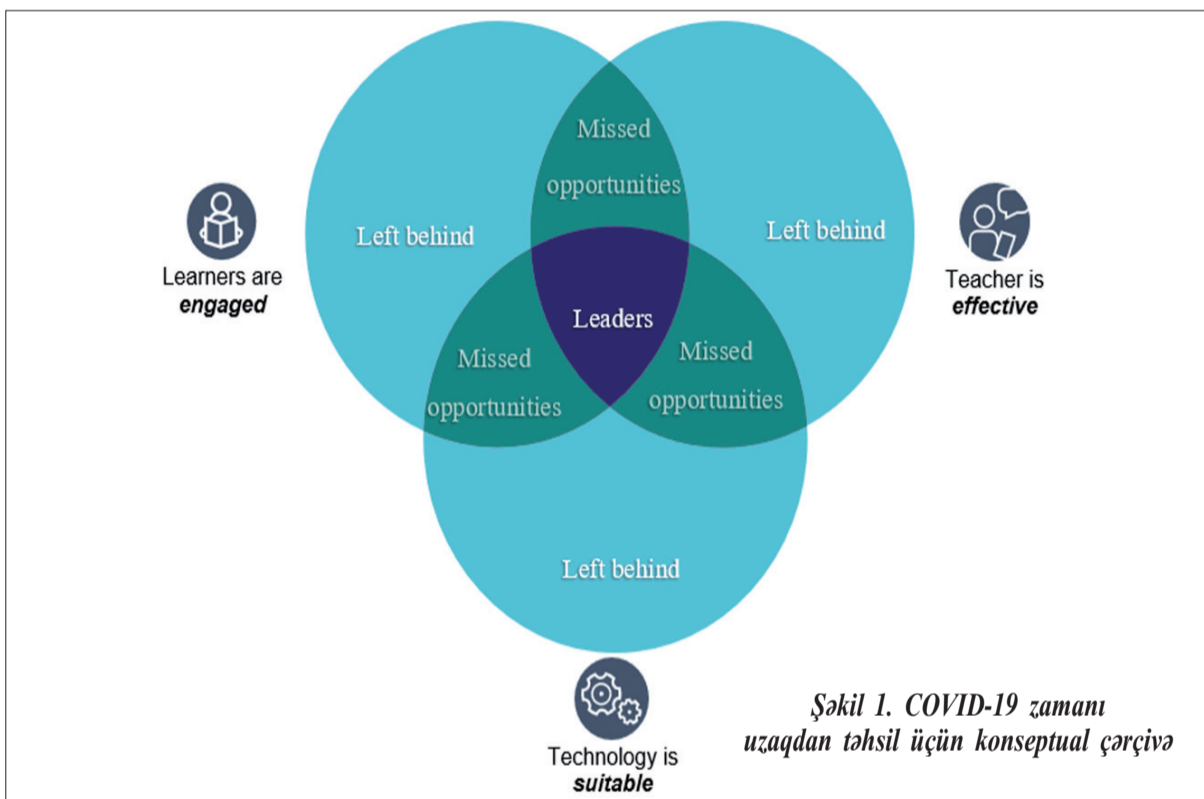 Missed
opportunities
Left behind
Left behind
Learners are
engaged
Teacher is
effective
Leaders
Missed
opportunities
Missed
opportunities
Left behind
Technology is
suitable
Şəkil 1. COVID-19 zamanı
uzaqdan təhsil üçün konseptual çərçivə